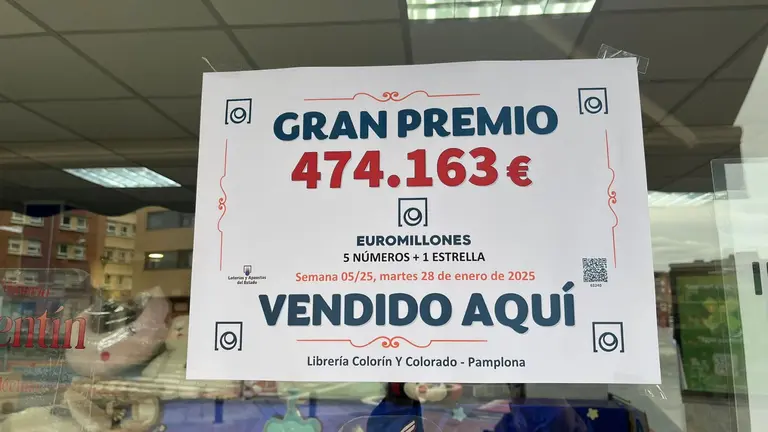 GRAN PREMIO
474.163 €
EUROMILLONES
5 NÚMEROS + 1 ESTRELLA
Loterías y Apuestas
del Estado
Semana 05/25, martes 28 de enero de 2025
VENDIDO AQUÍ
Librería Colorín Y Colorado - Pamplona
entín